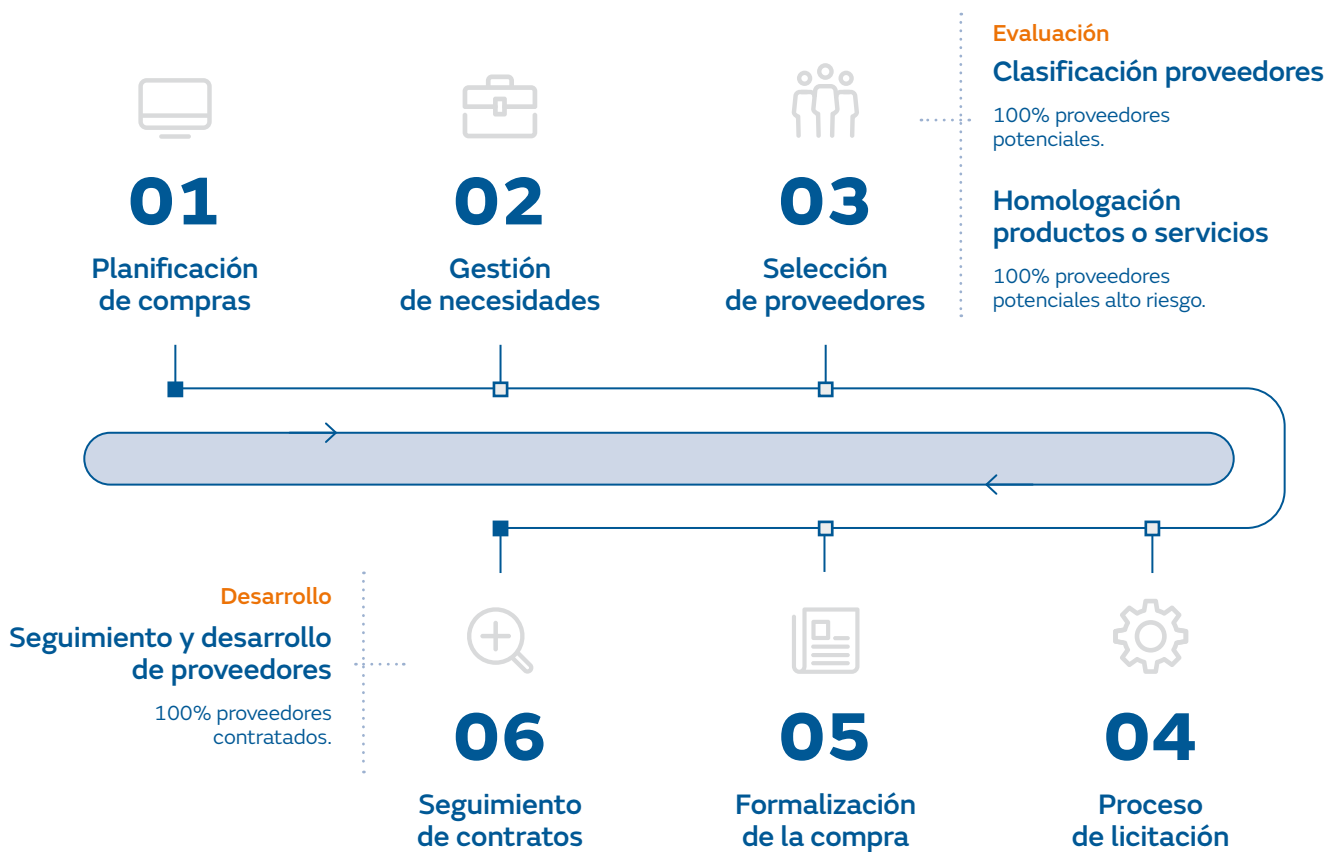 01
Planificación
de compras
02
Gestión
de necesidades
03
Selección
de proveedores
Evaluación
Clasificación proveedores
100% proveedores
potenciales.
Homologación
productos o servicios
100% proveedores
potenciales alto riesgo.
04
Proceso
de licitación
05
Formalización
de la compra
06
Seguimiento
de contratos
Desarrollo
Seguimiento y desarrollo
de proveedores
100% proveedores
contratados.